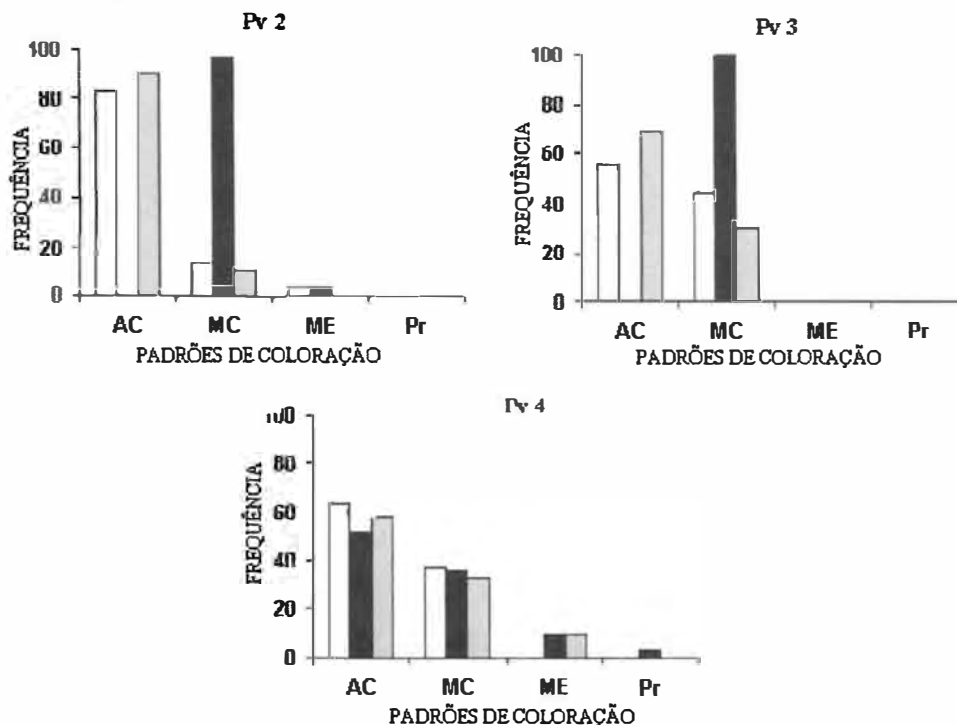 Pv 2
100
80
60
40
20
0
FREQUÊNCIA
AC MC ME Pr
PADRÕES DE COLORAÇÃO
Pv 3
100
80
60
40
20
0
FREQUÊNCIA
AC MC ME Pr
PADRÕES DE COLORAÇÃO
Pv 4
100
80
60
40
20
0
FREQUÊNCIA
AC MC ME Pr
PADRÕES DE COLORAÇÃO